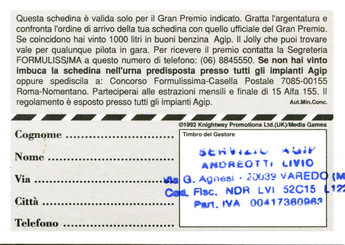 Questa schedina è valida solo per il Gran Premio indicato. Gratta l'argentatura e
confronta l'ordine di arrivo della tua schedina con quello ufficiale del Gran Premio.
Se coincidono hai vinto 1000 litri di buoni benzina Agip. Il Jolly che puoi trovare
vale per qualunque pilota in gara. Per ricevere il premio contatta la Segreteria
FORMULISSIMA a questo numero di telefono: (06) 8845550. Se non hai vinto
imbuca la schedina nell'urna predisposta presso tutti gli impianti Agip
oppure spediscila a: Concorso Formulissima-Casella Postale 7085-00155
Roma-Nomentano. Parteciperai alle estrazioni mensili e finale di 15 Alfa 155. Il
regolamento è esposto presso tutti gli impianti Agip.
Aut.Min.Conc.
©1992 Knightway Promotions Ltd.(UK)/Media Games
Cognome
Nome
Via
Città
Telefono
Timbro del Gestore
SERVIZIO AGIP
ANDREOTTI LIVIO
Via G. Agnesi - 20039 VAREDO (M
Cod. Fisc. NDR LVI 52C15 L122
Part. IVA 00417360963